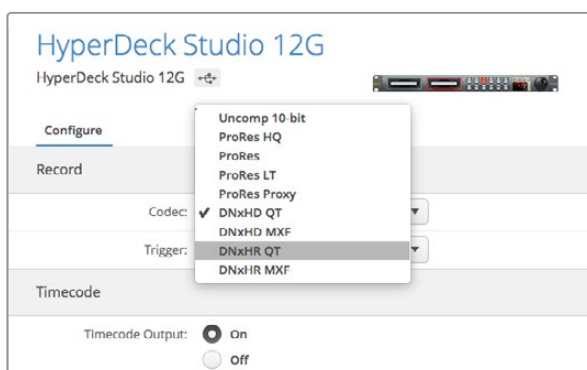 HyperDeck Studio 12G
HyperDeck Studio 12G
Configure
Record
Codec:
Uncomp 10-bit
ProRes HQ
ProRes
ProRes LT
ProRes Proxy
✔ DNxHD QT
DNxHD MXF
DNxHR QT
DNxHR MXF
Trigger:
Timecode
Timecode Output:
On
Off